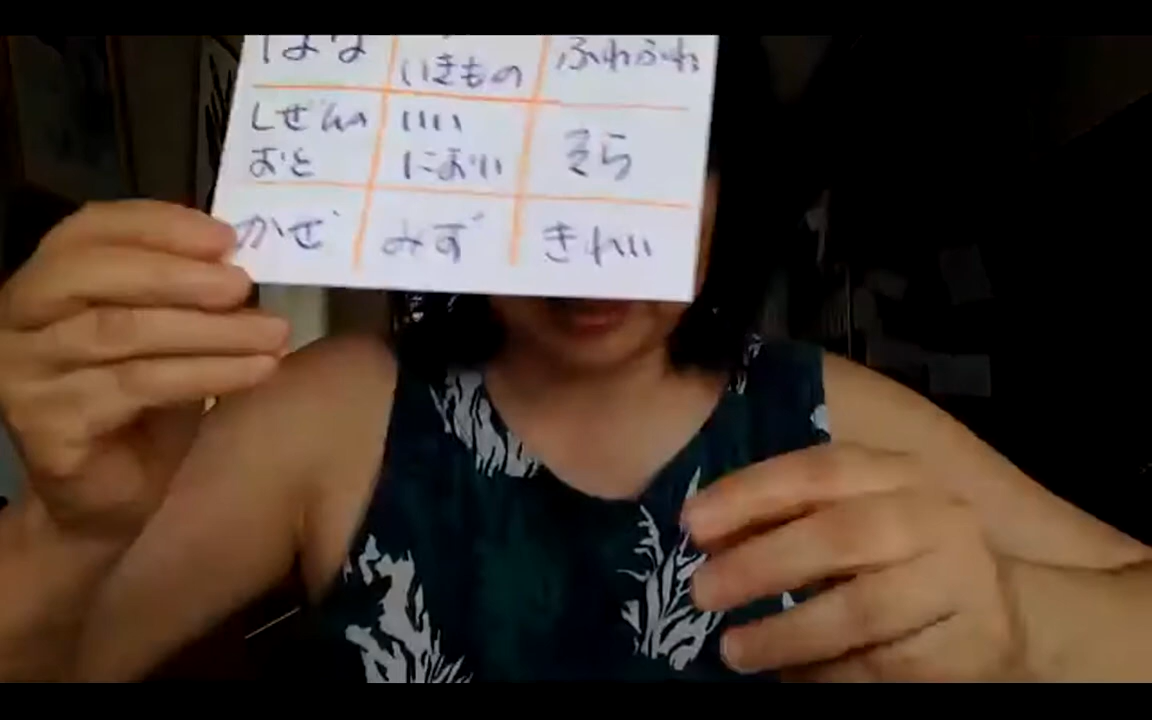 はな
いきもの
ふわふわ
しぜんの
おと
いい
におい
そら
かぜ
みず
きれい